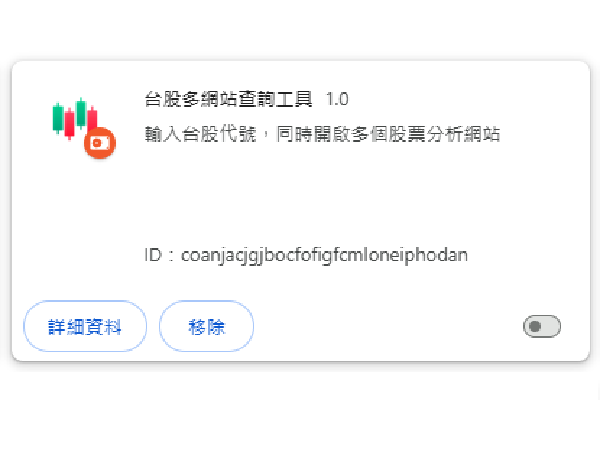 台股多網站查詢工具 1.0
輸入台股代號，同時開啟多個股票分析網站
ID：coanjacjgjbocfofigfcmloneiphodan
詳細資料
移除